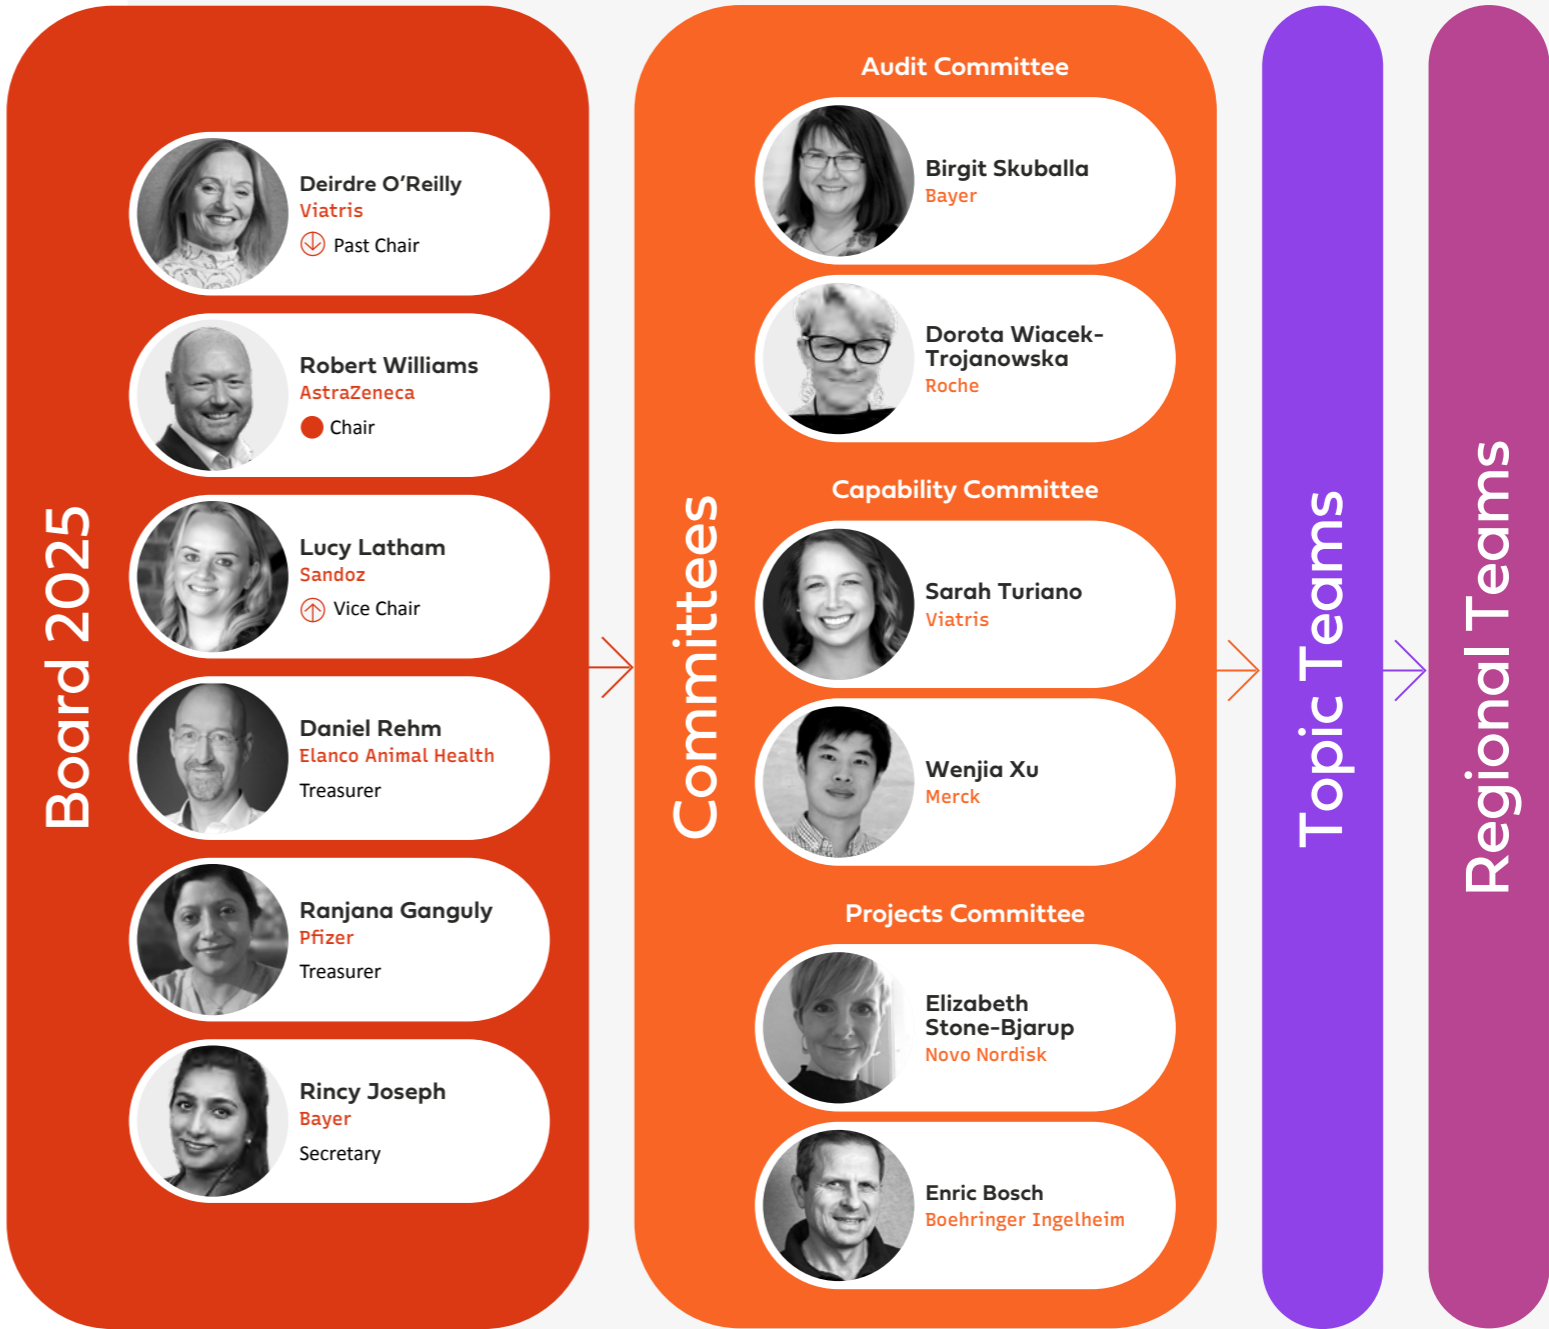 Board 2025
Deirdre O’Reilly
Viatris
Past Chair
Robert Williams
AstraZeneca
Chair
Lucy Latham
Sandoz
Vice Chair
Daniel Rehm
Elanco Animal Health
Treasurer
Ranjana Ganguly
Pfizer
Treasurer
Rincy Joseph
Bayer
Secretary
Committees
Audit Committee
Birgit Skuballa
Bayer
Dorota Wiacek-
Trojanowska
Roche
Capability Committee
Sarah Turiano
Viatris
Wenjia Xu
Merck
Projects Committee
Elizabeth
Stone-Bjarup
Novo Nordisk
Enric Bosch
Boehringer Ingelheim
Topic Teams
Regional Teams